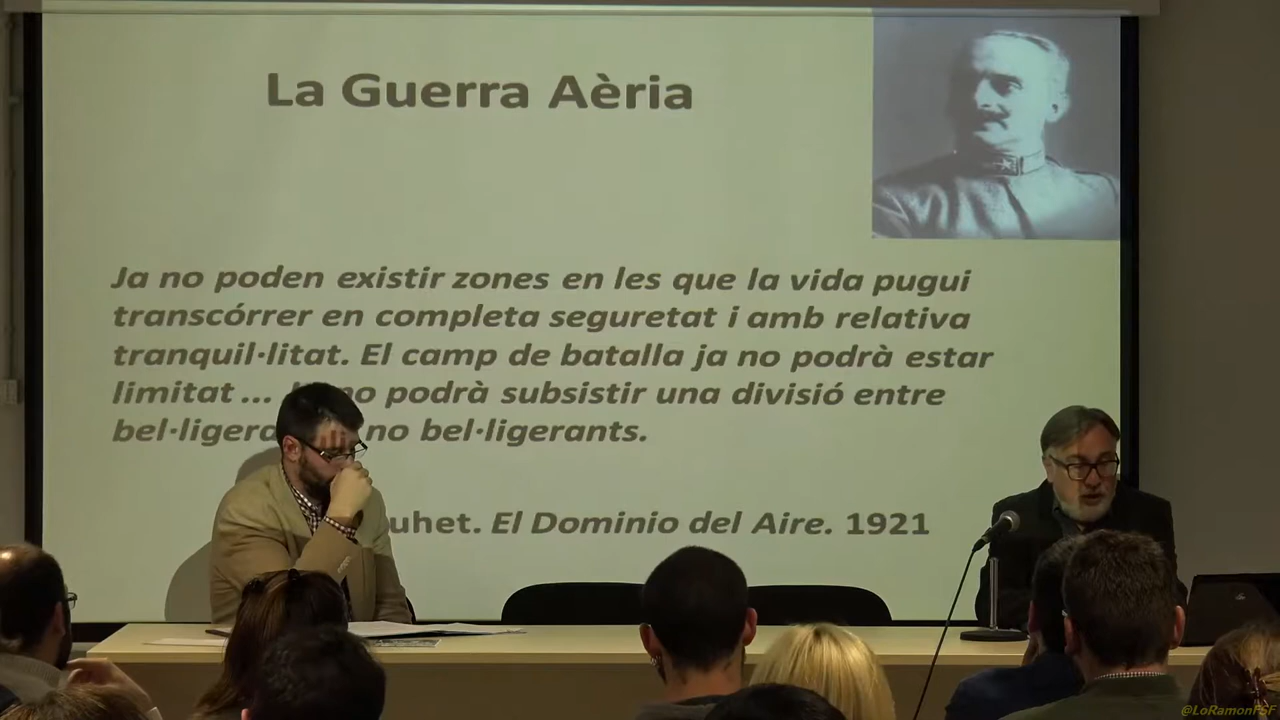 La Guerra Aèria
Ja no poden existir zones en les que la vida pugui
transcórrer en completa seguretat i amb relativa
tranquil·litat. El camp de batalla ja no podrà estar
limitat ... no podrà subsistir una divisió entre
bel·ligera no bel·ligerants.
uhet. El Dominio del Aire. 1921
@LoRamonFSF